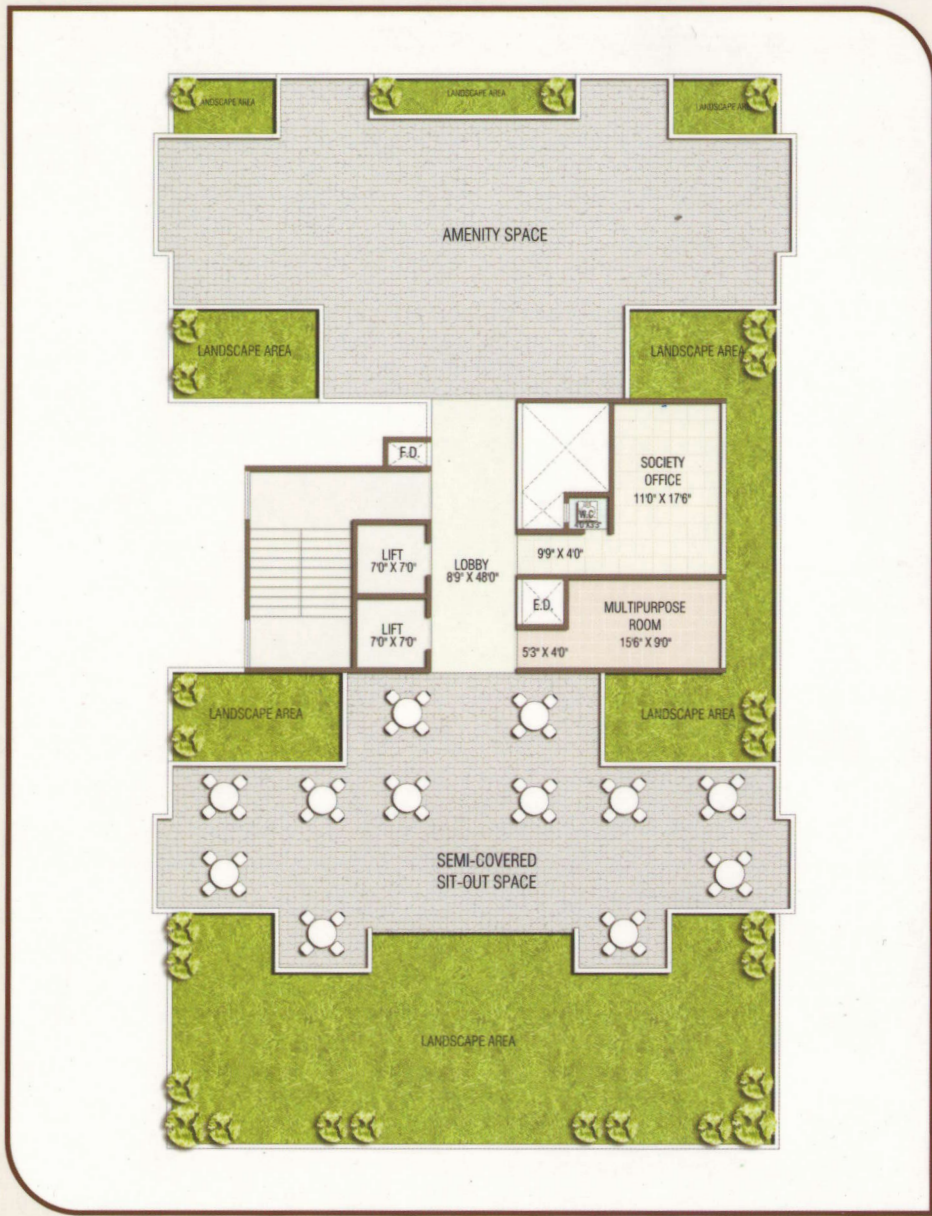 LANDSCAPE AREA
LANDSCAPE AREA
LANDSCAPE AREA
AMENITY SPACE
LANDSCAPE AREA
LANDSCAPE AREA
F.D.
SOCIETY
OFFICE
11'0" X 17'6"
W.C.
LIFT
7'0" X 7'0"
LOBBY
8'9" X 48'0"
9'9" X 4'0"
E.D.
MULTIPURPOSE
ROOM
15'6" X 9'0"
LIFT
7'0" X 7'0"
5'3" X 4'0"
LANDSCAPE AREA
LANDSCAPE AREA
SEMI-COVERED
SIT-OUT SPACE
LANDSCAPE AREA